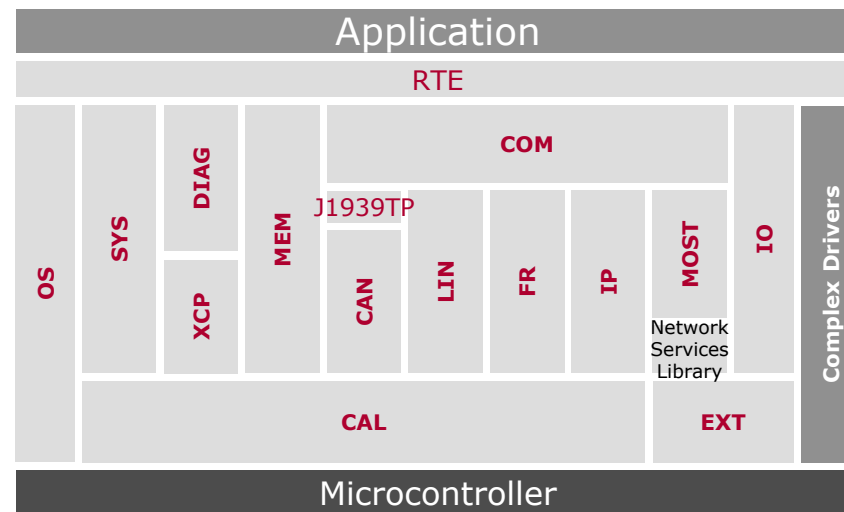 Application
RTE
OS
SYS
DIAG
XCP
MEM
COM
J1939TP
CAN
LIN
FR
IP
MOST
Network
Services
Library
IO
Complex Drivers
CAL
EXT
Microcontroller